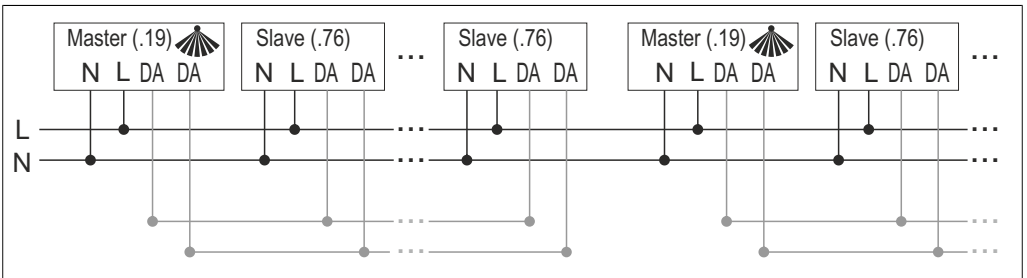 Master (.19) Slave (.76) ... Slave (.76) Master (.19) Slave (.76) ...
N L DA DA N L DA DA N L DA DA N L DA DA N L DA DA
L ... ...
N ... ...
... ...
... ...